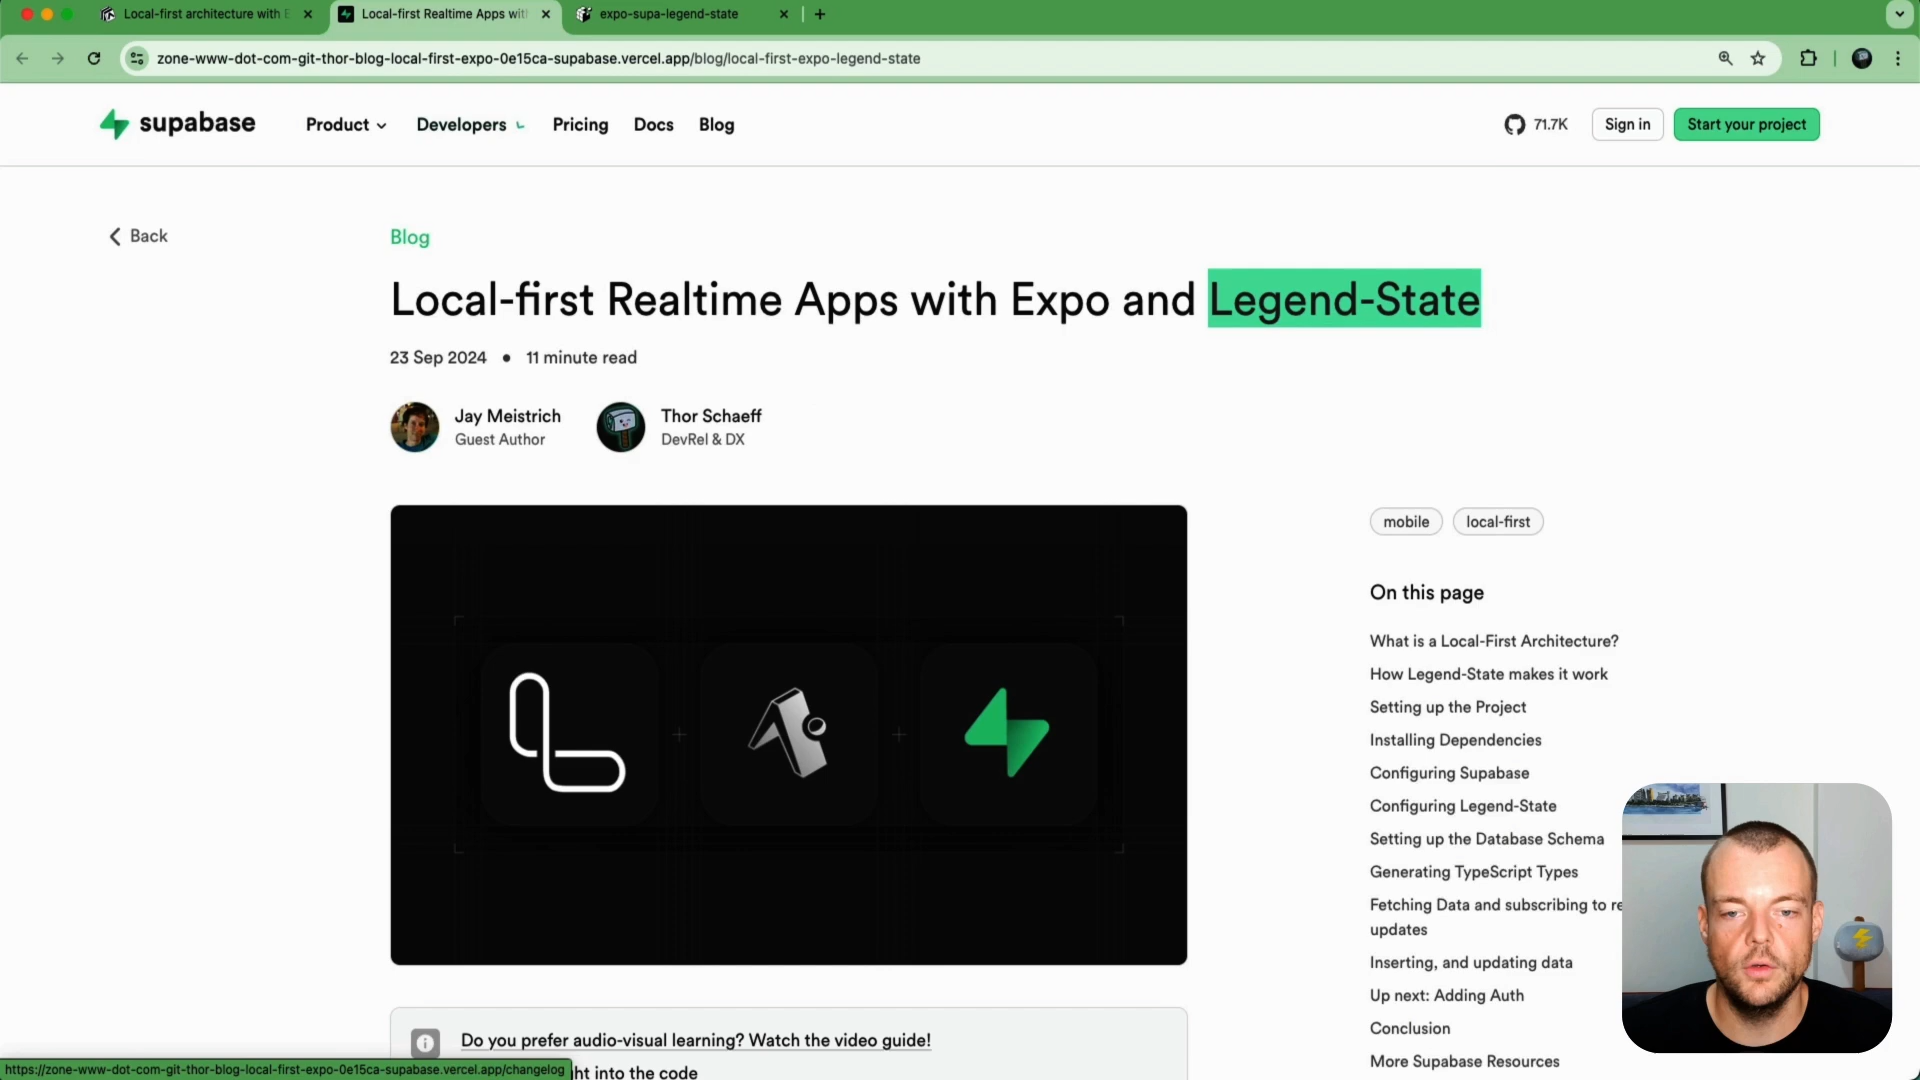 Local-first architecture with E
Local-first Realtime Apps with
expo-supa-legend-state
zone-www-dot-com-git-thor-blog-local-first-expo-0e15ca-supabase.vercel.app/blog/local-first-expo-legend-state
supabase
Product
Developers
Pricing
Docs
Blog
71.7K
Sign in
Start your project
Back
Blog
Local-first Realtime Apps with Expo and Legend-State
23 Sep 2024 • 11 minute read
Jay Meistrich
Guest Author
Thor Schaeff
DevRel & DX
mobile
local-first
On this page
What is a Local-First Architecture?
How Legend-State makes it work
Setting up the Project
Installing Dependencies
Configuring Supabase
Configuring Legend-State
Setting up the Database Schema
Generating TypeScript Types
Fetching Data and subscribing to re
updates
Inserting, and updating data
Up next: Adding Auth
Conclusion
More Supabase Resources
Do you prefer audio-visual learning? Watch the video guide!
ht into the code
https://zone-www-dot-com-git-thor-blog-local-first-expo-0e15ca-supabase.vercel.app/changelog